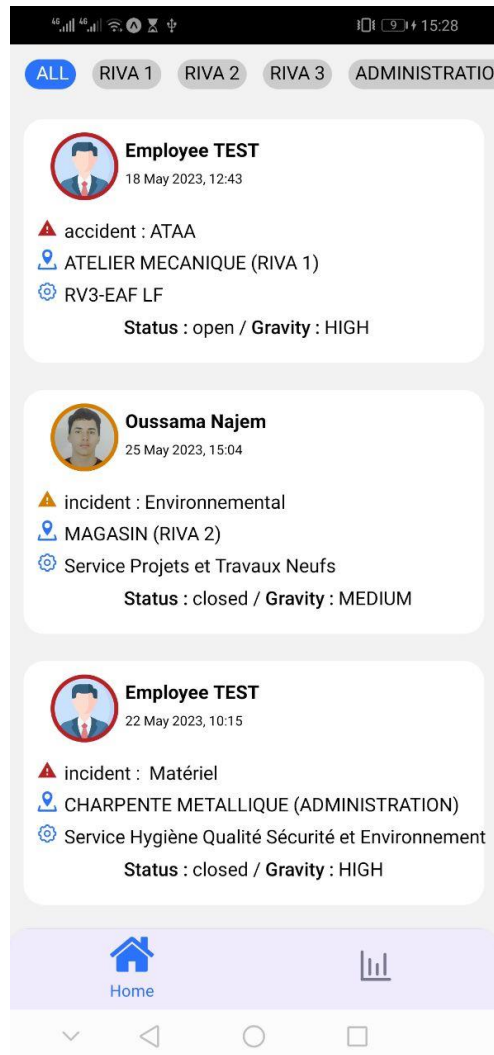 46 46 9 15:28
ALL RIVA 1 RIVA 2 RIVA 3 ADMINISTRATIO
Employee TEST
18 May 2023, 12:43
accident : ATAA
ATELIER MECANIQUE (RIVA 1)
RV3-EAF LF
Status : open / Gravity : HIGH
Oussama Najem
25 May 2023, 15:04
incident : Environnemental
MAGASIN (RIVA 2)
Service Projets et Travaux Neufs
Status : closed / Gravity : MEDIUM
Employee TEST
22 May 2023, 10:15
incident :  Matériel
CHARPENTE METALLIQUE (ADMINISTRATION)
Service Hygiène Qualité Sécurité et Environnement
Status : closed / Gravity : HIGH
Home